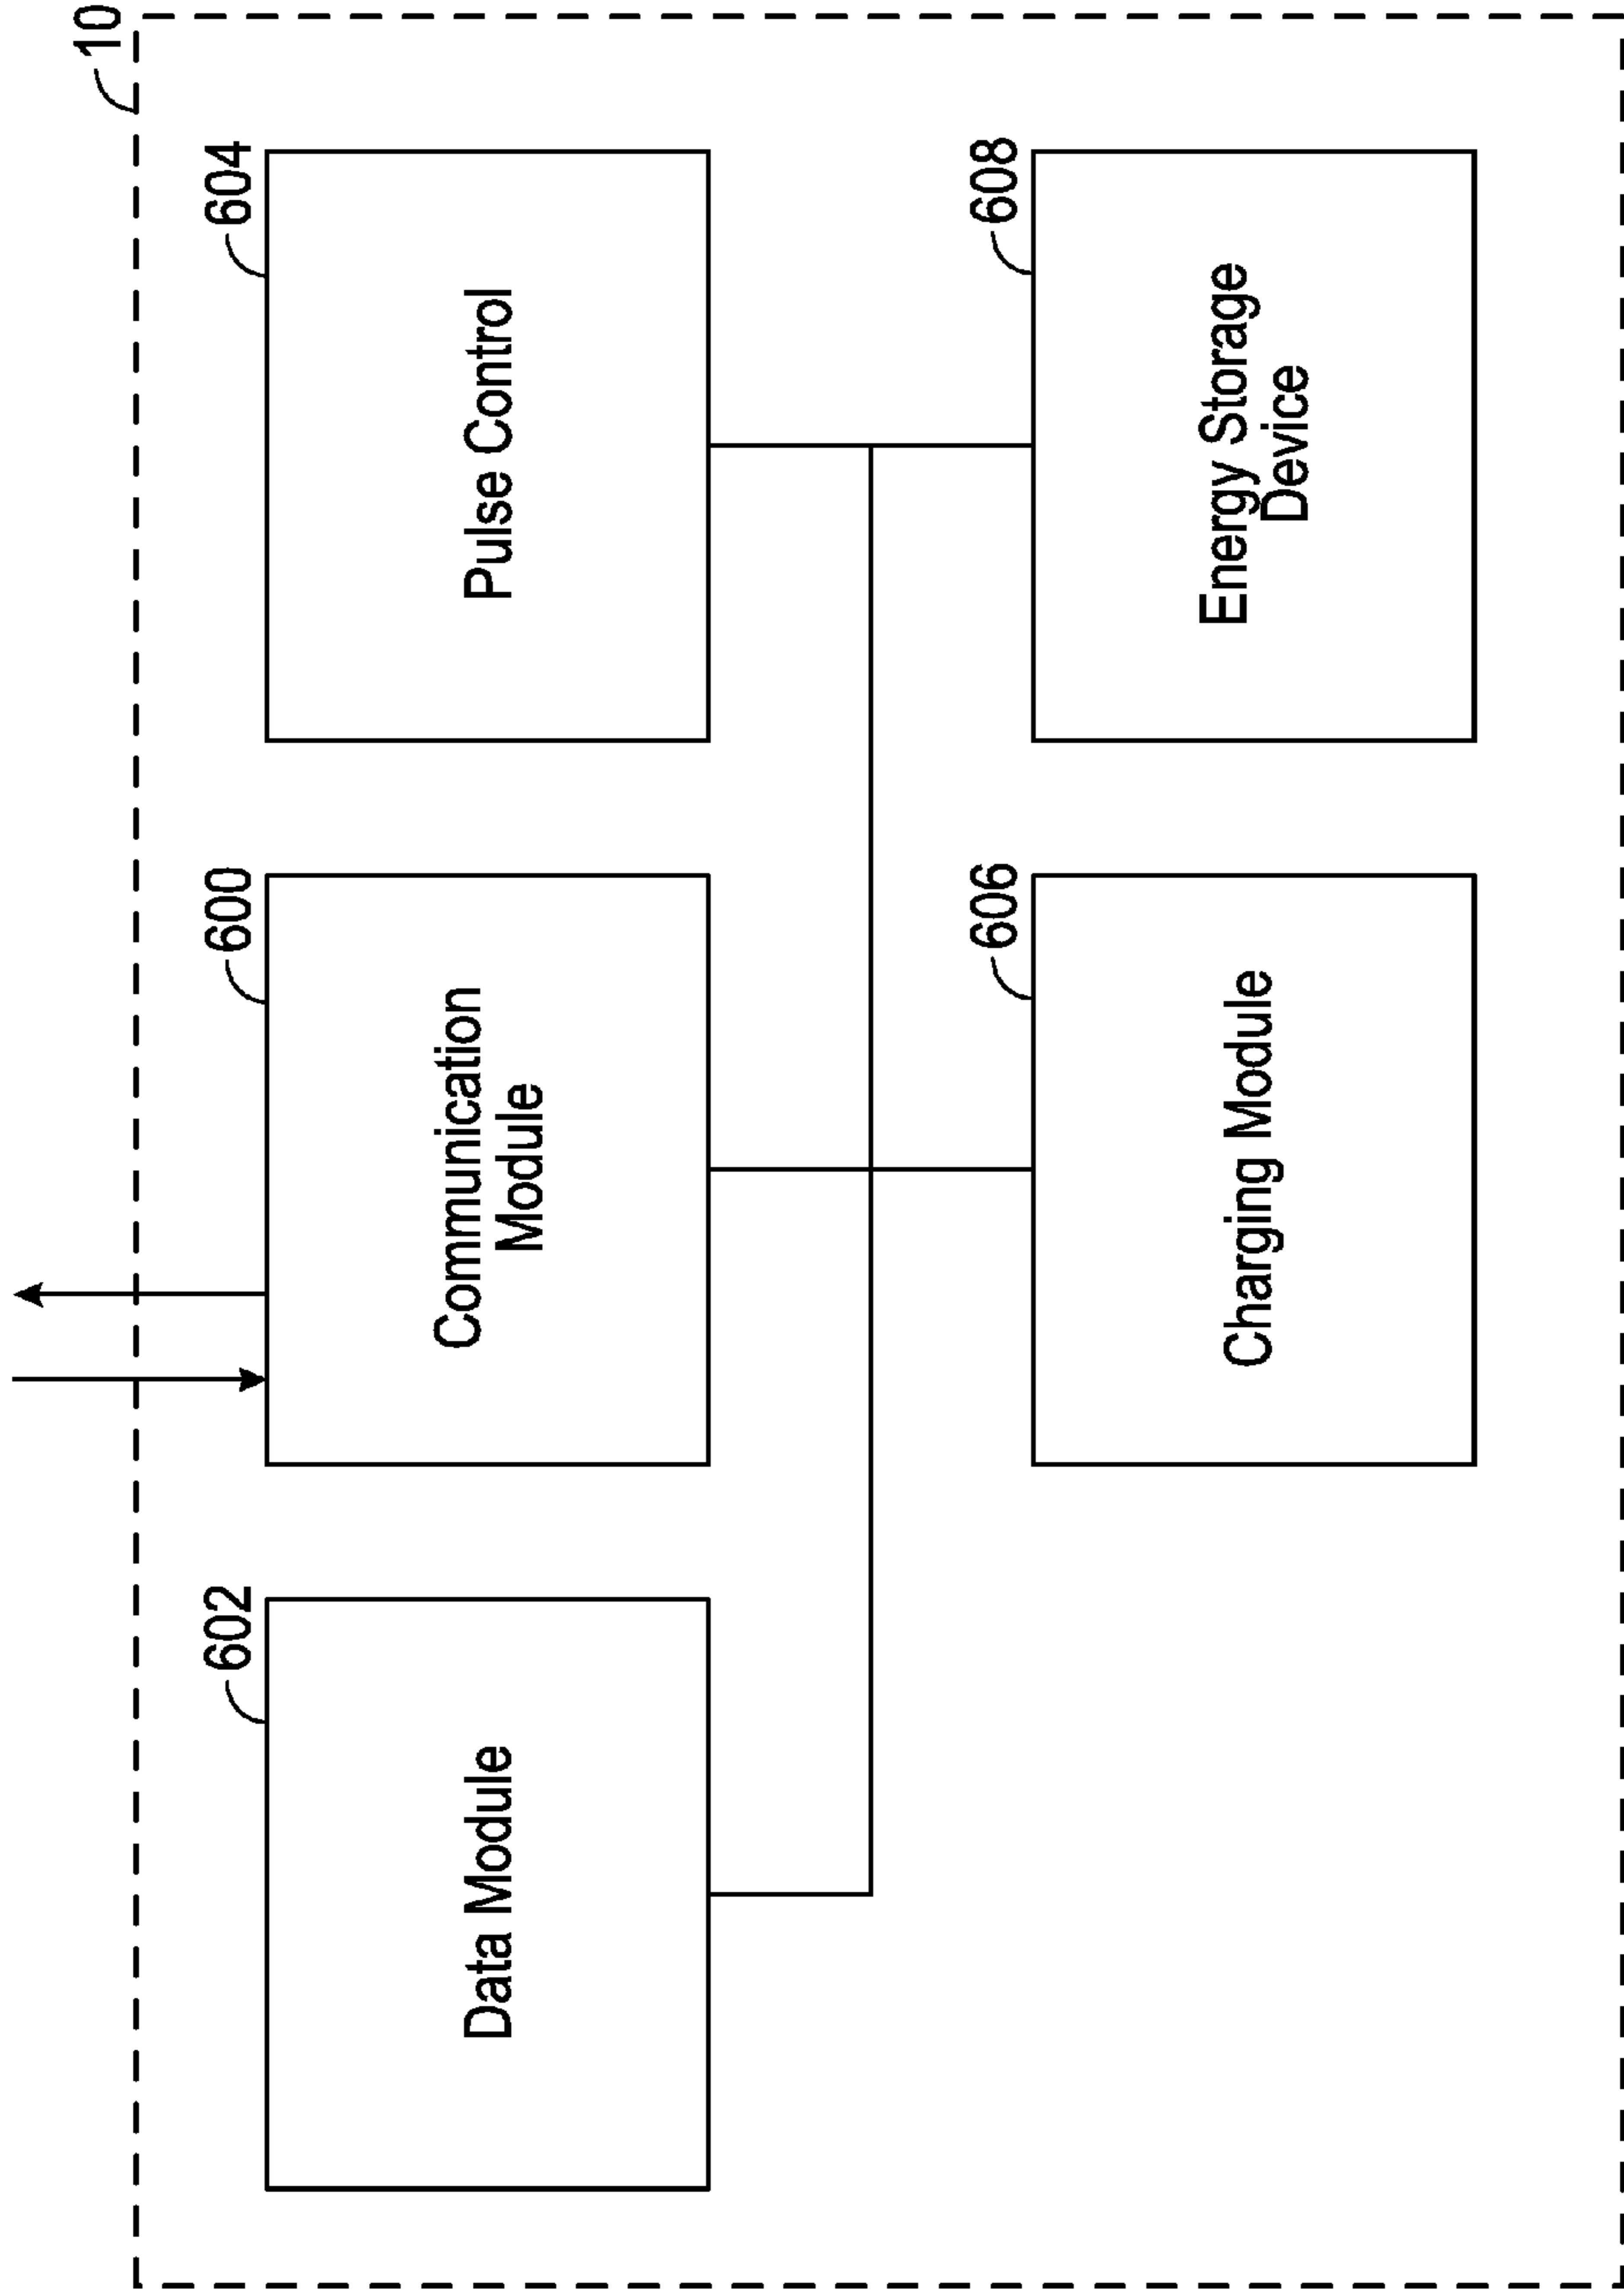 10
602
600
604
Data Module
Communication
Module
Pulse Control
606
608
Charging Module
Energy Storage
Device